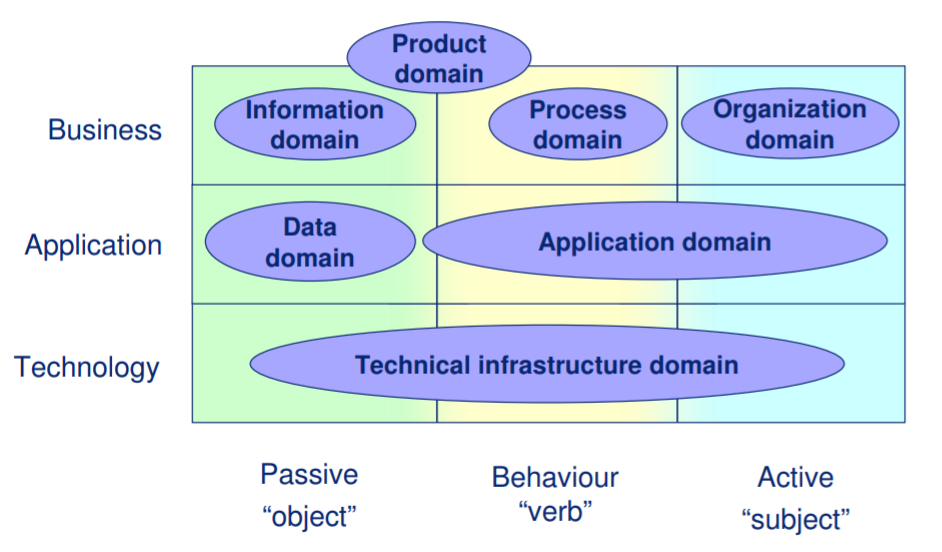 Product
domain
Business
Information
domain
Process
domain
Organization
domain
Application
Data
domain
Application domain
Technology
Technical infrastructure domain
Passive
“object”
Behaviour
“verb”
Active
“subject”